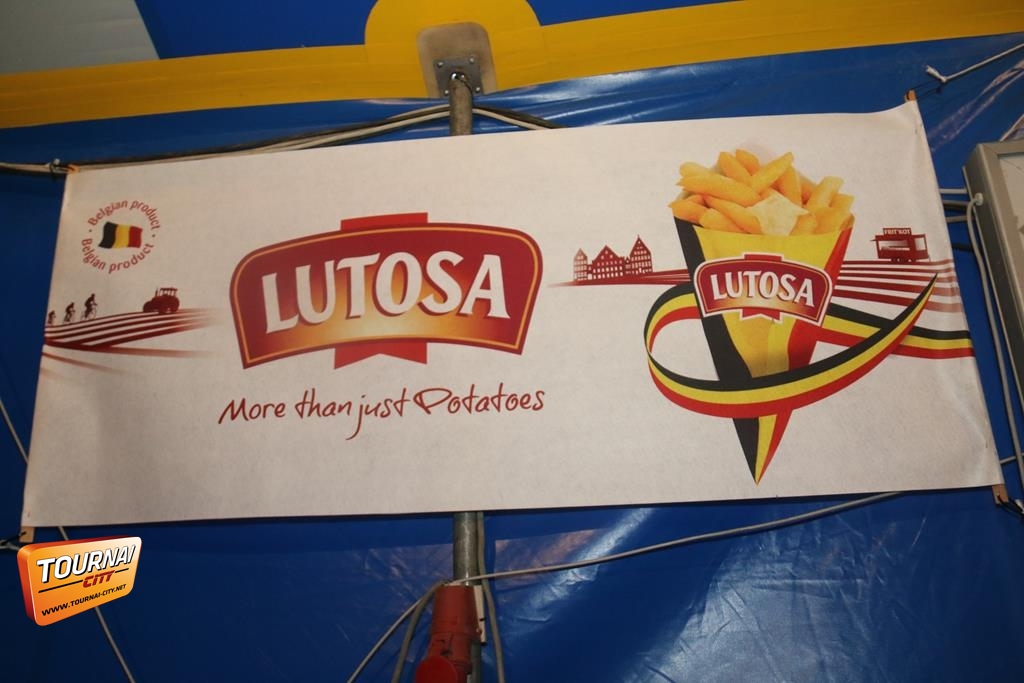 Belgian product
Belgian product
LUTOSA
More than just Potatoes
LUTOSA
FRIT'KOT
TOURNAI
CITY
WWW.TOURNAI-CITY.NET